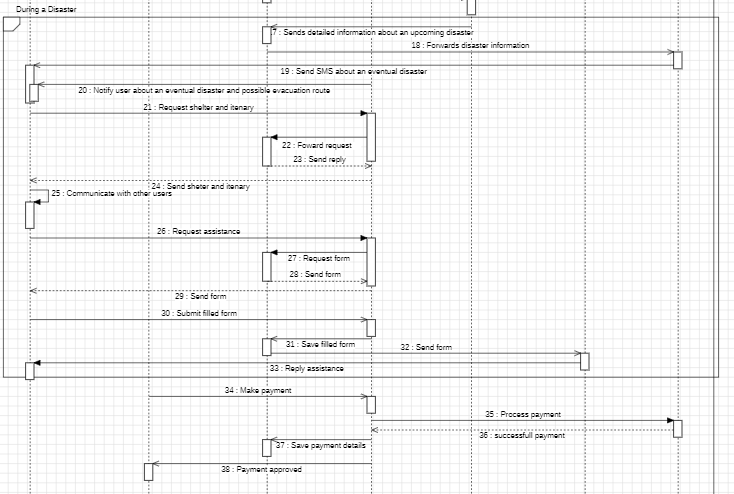 During a Disaster
7 : Sends detailed information about an upcoming disaster
18 : Forwards disaster information
19 : Send SMS about an eventual disaster
20 : Notify user about an eventual disaster and possible evacuation route
21 : Request shelter and itenary
22 : Foward request
23 : Send reply
24 : Send sheter and itenary
25 : Communicate with other users
26 : Request assistance
27 : Request form
28 : Send form
29 : Send form
30 : Submit filled form
31 : Save filled form
32 : Send form
33 : Reply assistance
34 : Make payment
35 : Process payment
36 : successfull payment
37 : Save payment details
38 : Payment approved